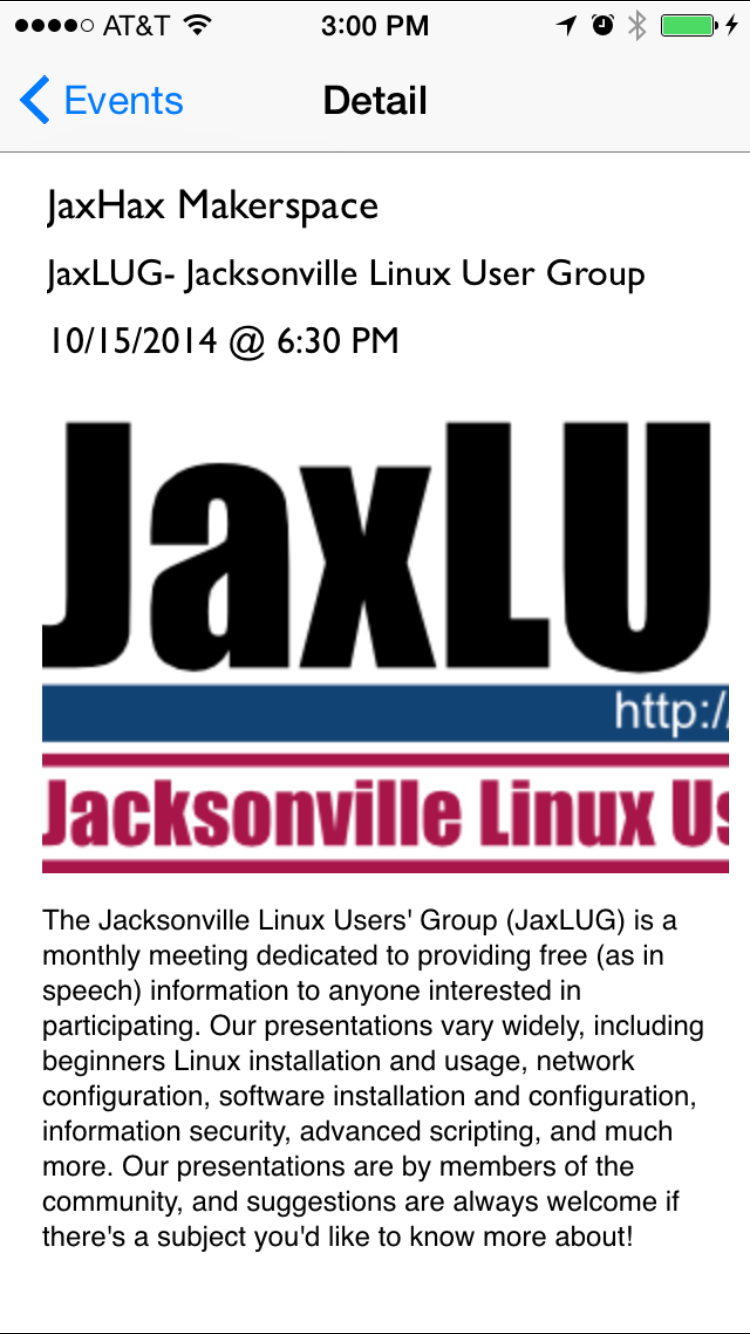 AT&T 3:00 PM
Events Detail
JaxHax Makerspace
JaxLUG- Jacksonville Linux User Group
10/15/2014 @ 6:30 PM
JaxLU
http:/
Jacksonville Linux Us
The Jacksonville Linux Users' Group (JaxLUG) is a
monthly meeting dedicated to providing free (as in
speech) information to anyone interested in
participating. Our presentations vary widely, including
beginners Linux installation and usage, network
configuration, software installation and configuration,
information security, advanced scripting, and much
more. Our presentations are by members of the
community, and suggestions are always welcome if
there's a subject you'd like to know more about!